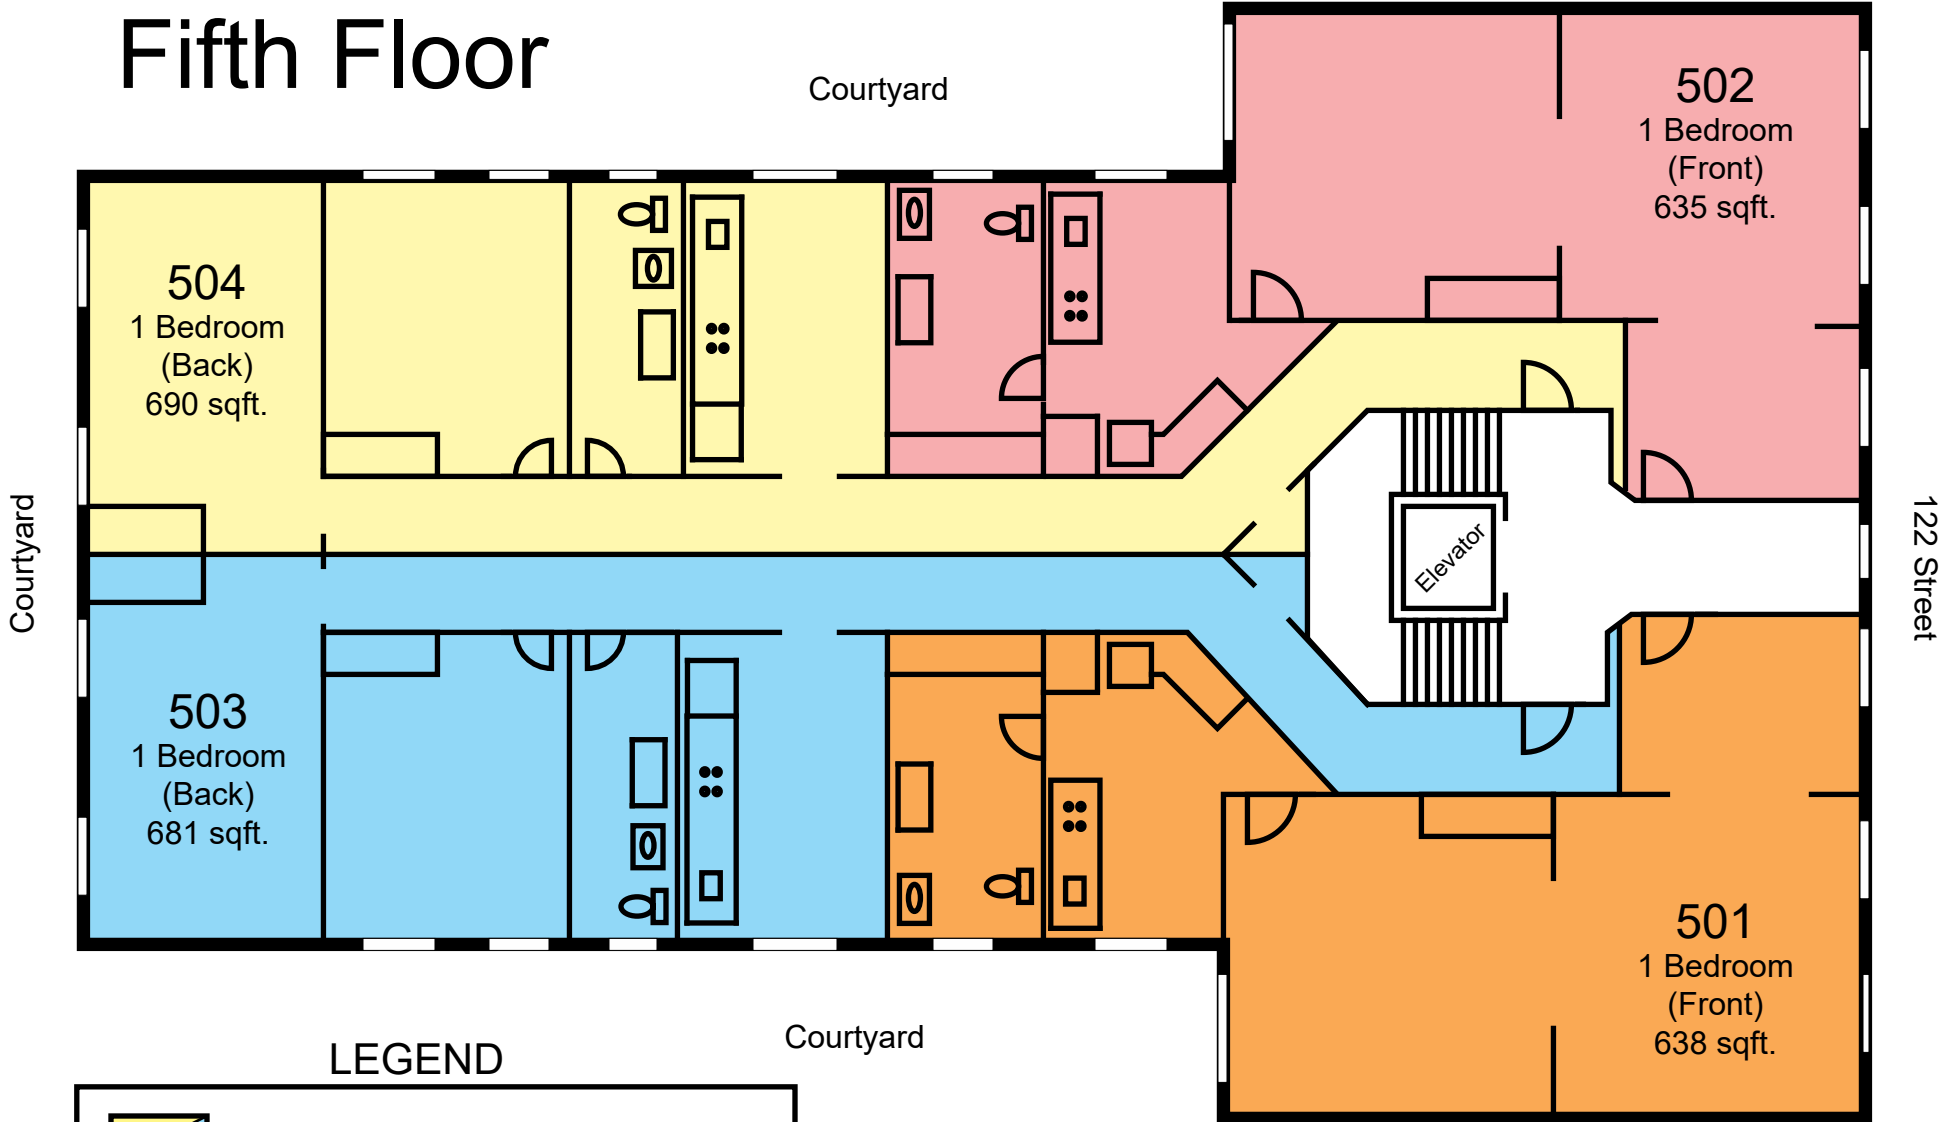 Fifth Floor
Courtyard
502
1 Bedroom
(Front)
635 sqft.
504
1 Bedroom
(Back)
690 sqft.
Courtyard
Elevator
122 Street
503
1 Bedroom
(Back)
681 sqft.
501
1 Bedroom
(Front)
638 sqft.
Courtyard
LEGEND